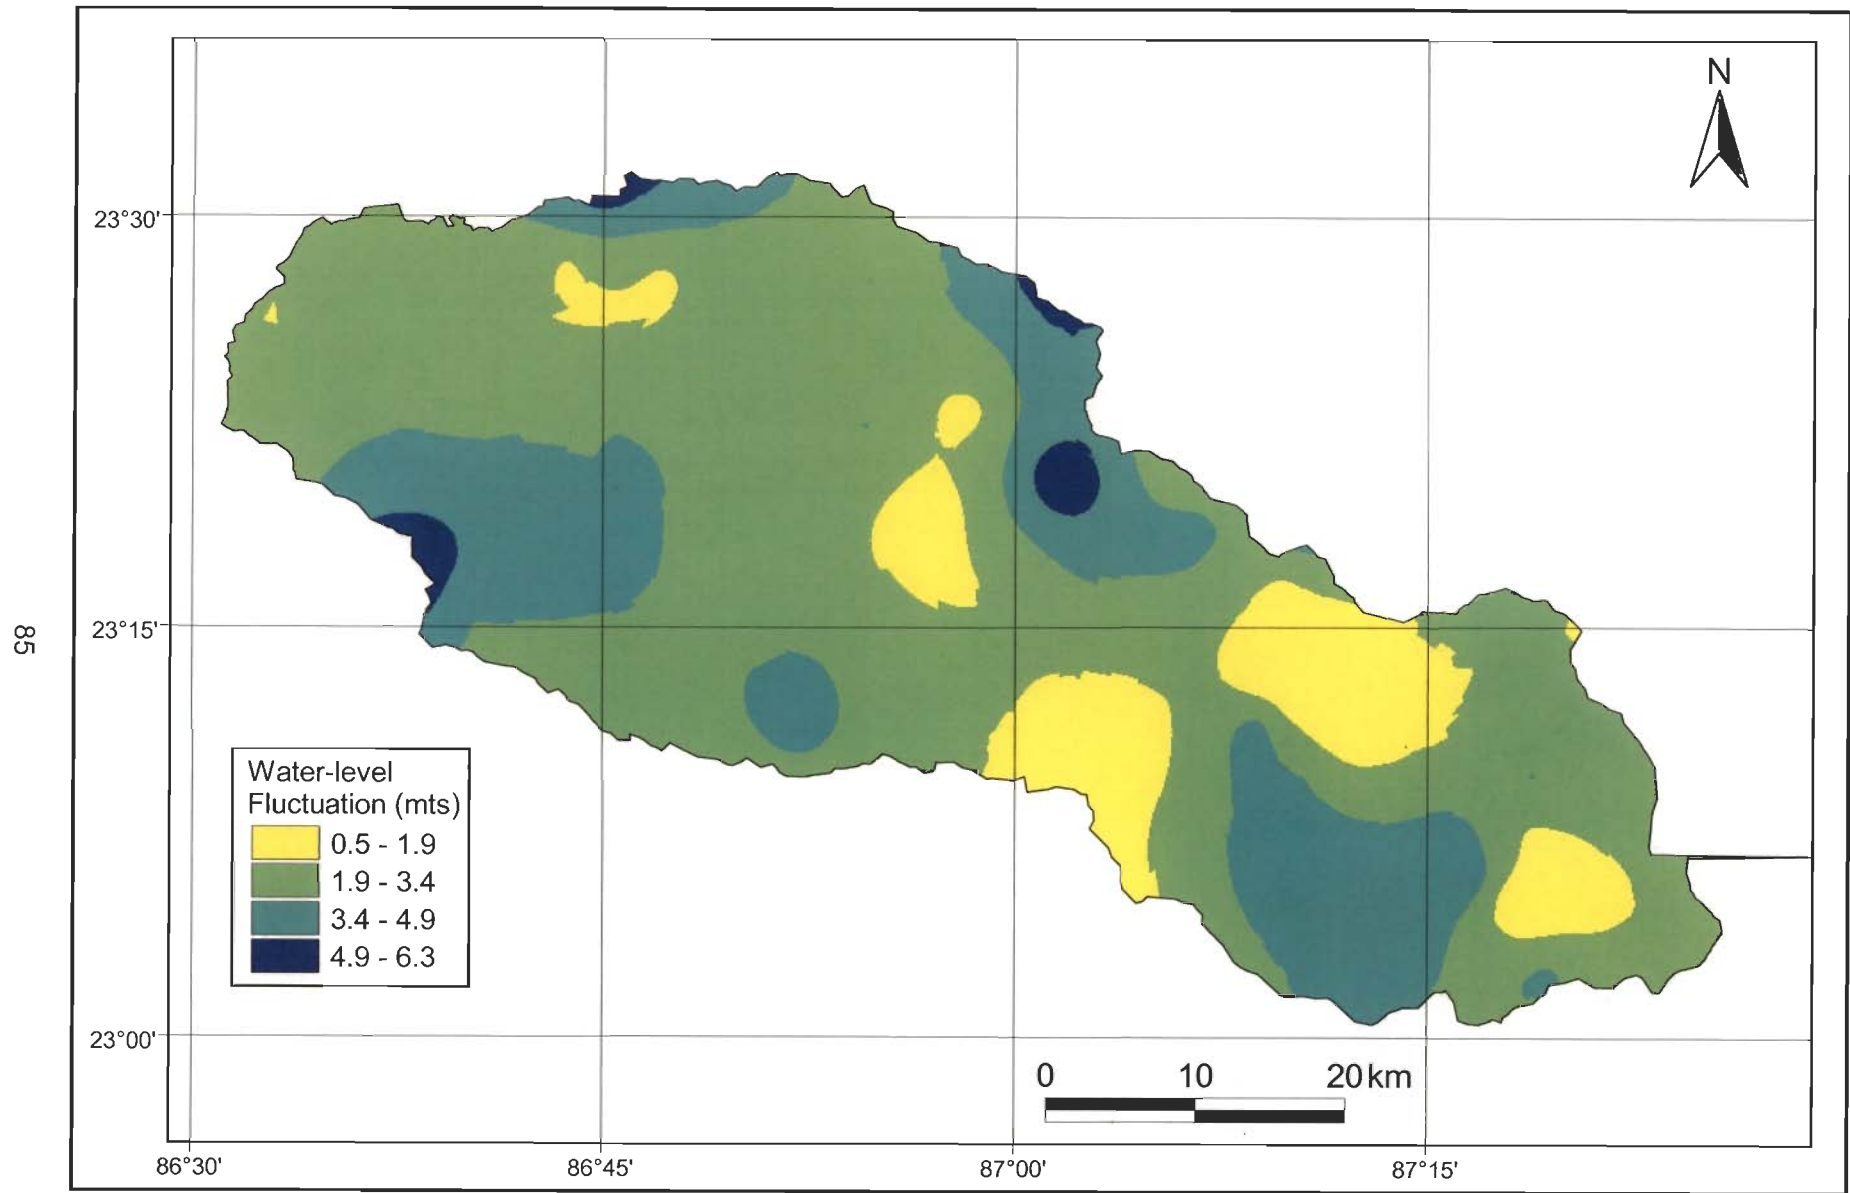 N
23°30'
23°15'
23°00'
85
Water-level
Fluctuation (mts)
0.5 - 1.9
1.9 - 3.4
3.4 - 4.9
4.9 - 6.3
0 10 20 km
86°30' 86°45' 87°00' 87°15'